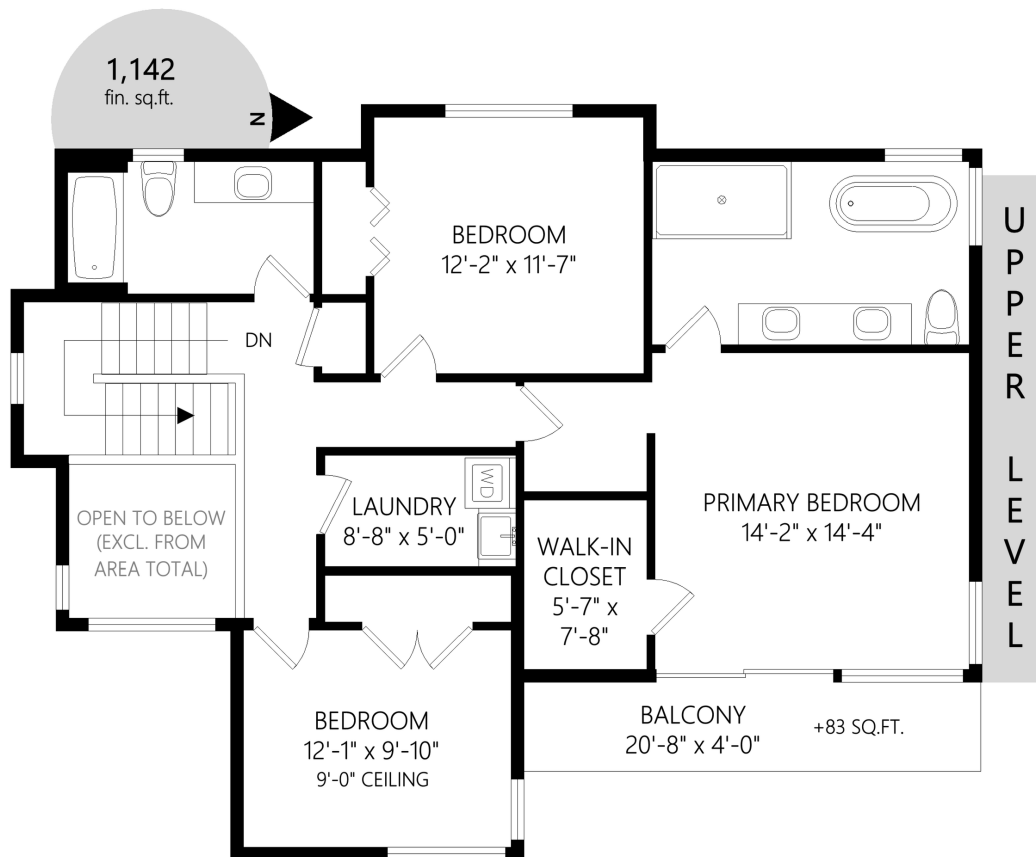 1,142
fin. sq.ft.
N
BEDROOM
12'-2" x 11'-7"
DN
UPPER LEVEL
OPEN TO BELOW
(EXCL. FROM
AREA TOTAL)
LAUNDRY
8'-8" x 5'-0"
WD
WALK-IN
CLOSET
5'-7" x
7'-8"
PRIMARY BEDROOM
14'-2" x 14'-4"
BEDROOM
12'-1" x 9'-10"
9'-0" CEILING
BALCONY
20'-8" x 4'-0"
+83 SQ.FT.